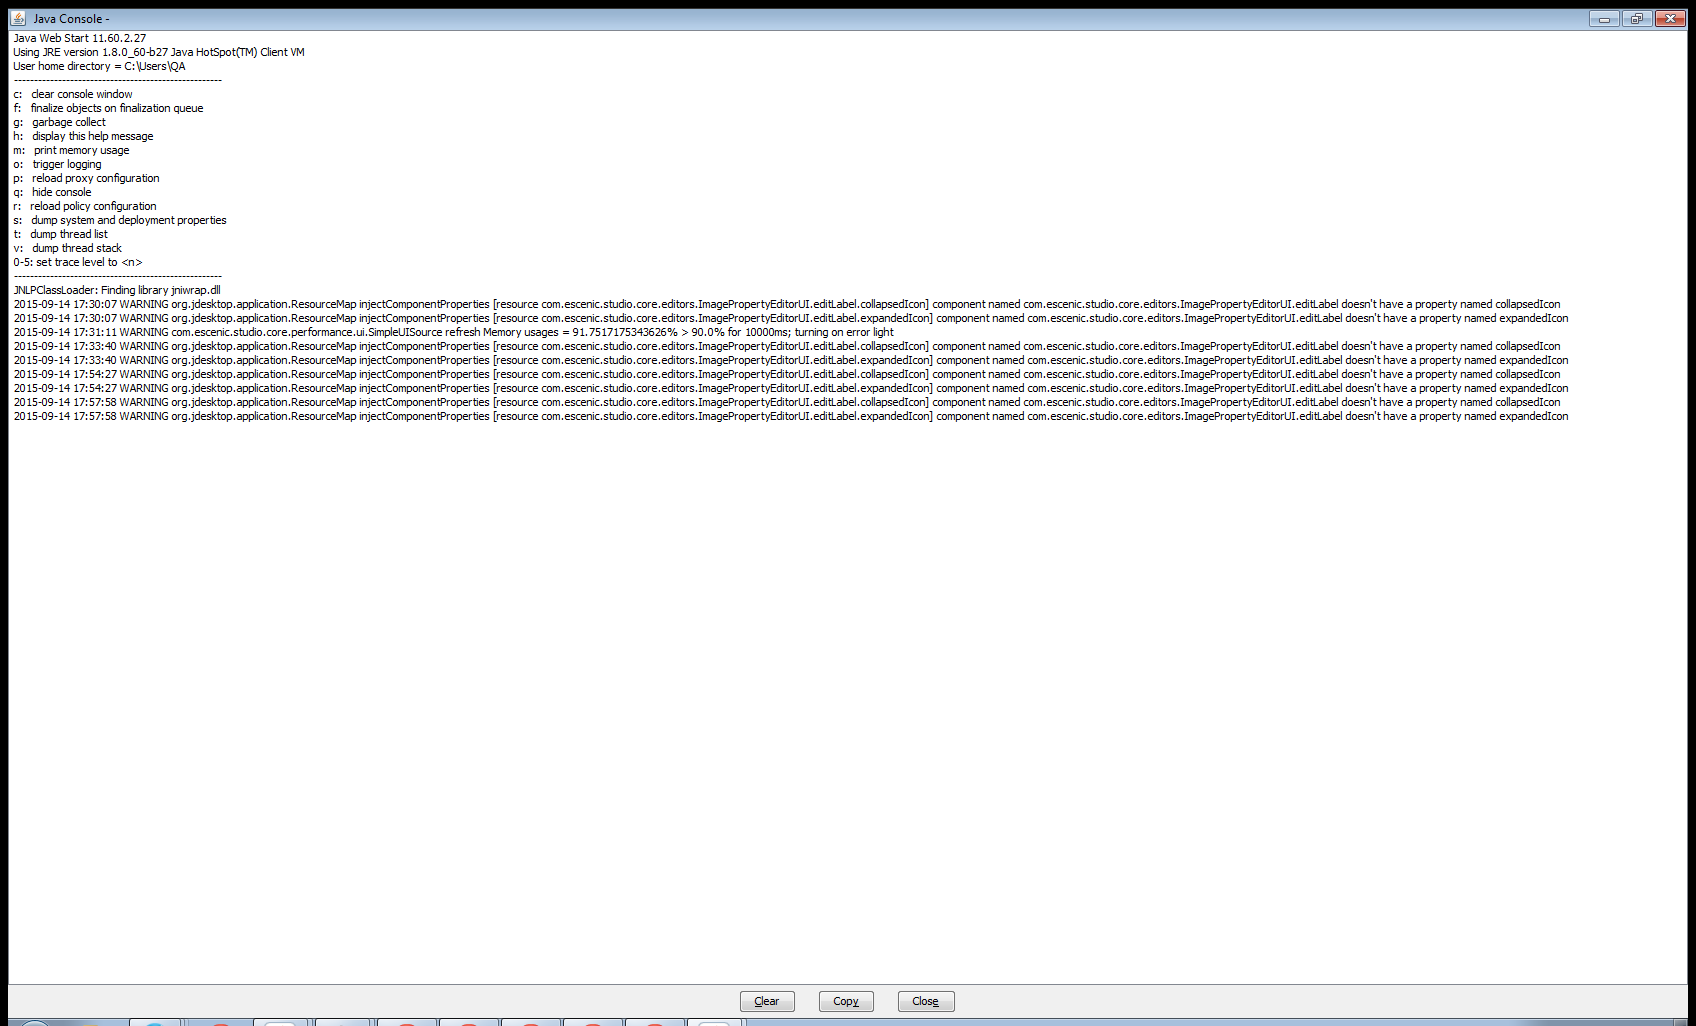 Java Console -
Java Web Start 11.60.2.27
Using JRE version 1.8.0_60-b27 Java HotSpot(TM) Client VM
User home directory = C:\Users\QA
----------------------------------------------------
c:   clear console window
f:   finalize objects on finalization queue
g:   garbage collect
h:   display this help message
m:   print memory usage
o:   trigger logging
p:   reload proxy configuration
q:   hide console
r:   reload policy configuration
s:   dump system and deployment properties
t:   dump thread list
v:   dump thread stack
0-5: set trace level to <n>
----------------------------------------------------
JNLPClassLoader: Finding library jniwrap.dll
2015-09-14 17:30:07 WARNING org.jdesktop.application.ResourceMap injectComponentProperties [resource com.escenic.studio.core.editors.ImagePropertyEditorUI.editLabel.collapsedIcon] component named com.escenic.studio.core.editors.ImagePropertyEditorUI.editLabel doesn't have a property named collapsedIcon
2015-09-14 17:30:07 WARNING org.jdesktop.application.ResourceMap injectComponentProperties [resource com.escenic.studio.core.editors.ImagePropertyEditorUI.editLabel.expandedIcon] component named com.escenic.studio.core.editors.ImagePropertyEditorUI.editLabel doesn't have a property named expandedIcon
2015-09-14 17:31:11 WARNING com.escenic.studio.core.performance.ui.SimpleUISource refresh Memory usages = 91.7517175343626% > 90.0% for 10000ms; turning on error light
2015-09-14 17:33:40 WARNING org.jdesktop.application.ResourceMap injectComponentProperties [resource com.escenic.studio.core.editors.ImagePropertyEditorUI.editLabel.collapsedIcon] component named com.escenic.studio.core.editors.ImagePropertyEditorUI.editLabel doesn't have a property named collapsedIcon
2015-09-14 17:33:40 WARNING org.jdesktop.application.ResourceMap injectComponentProperties [resource com.escenic.studio.core.editors.ImagePropertyEditorUI.editLabel.expandedIcon] component named com.escenic.studio.core.editors.ImagePropertyEditorUI.editLabel doesn't have a property named expandedIcon
2015-09-14 17:54:27 WARNING org.jdesktop.application.ResourceMap injectComponentProperties [resource com.escenic.studio.core.editors.ImagePropertyEditorUI.editLabel.collapsedIcon] component named com.escenic.studio.core.editors.ImagePropertyEditorUI.editLabel doesn't have a property named collapsedIcon
2015-09-14 17:54:27 WARNING org.jdesktop.application.ResourceMap injectComponentProperties [resource com.escenic.studio.core.editors.ImagePropertyEditorUI.editLabel.expandedIcon] component named com.escenic.studio.core.editors.ImagePropertyEditorUI.editLabel doesn't have a property named expandedIcon
2015-09-14 17:57:58 WARNING org.jdesktop.application.ResourceMap injectComponentProperties [resource com.escenic.studio.core.editors.ImagePropertyEditorUI.editLabel.collapsedIcon] component named com.escenic.studio.core.editors.ImagePropertyEditorUI.editLabel doesn't have a property named collapsedIcon
2015-09-14 17:57:58 WARNING org.jdesktop.application.ResourceMap injectComponentProperties [resource com.escenic.studio.core.editors.ImagePropertyEditorUI.editLabel.expandedIcon] component named com.escenic.studio.core.editors.ImagePropertyEditorUI.editLabel doesn't have a property named expandedIcon
Clear Copy Close